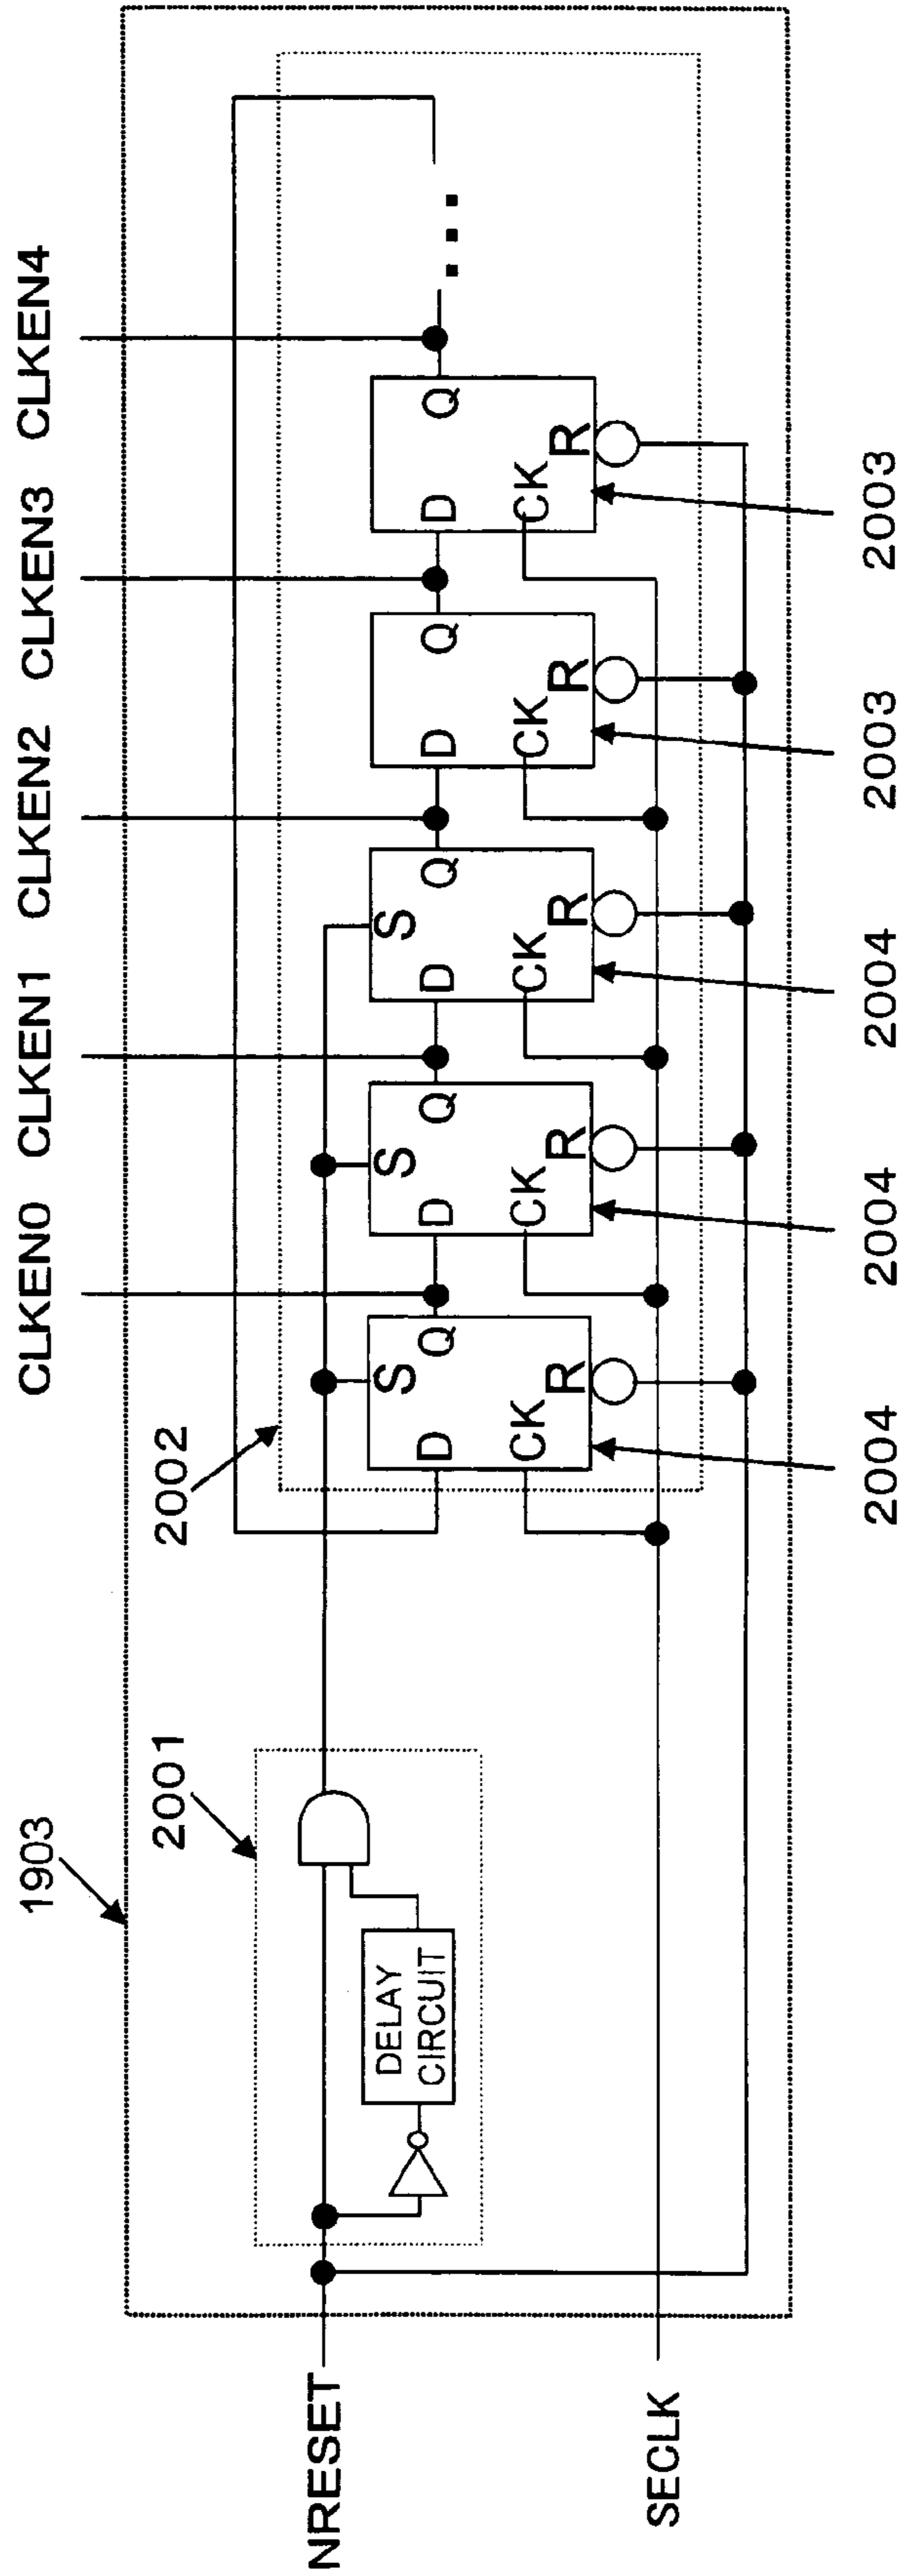 1903
2001
2002
CLKEN0 CLKEN1 CLKEN2 CLKEN3 CLKEN4
NRESET
SECLK
DELAY
CIRCUIT
S
D
Q
CK
R
S
D
Q
CK
R
S
D
Q
CK
R
D
Q
CK
R
D
Q
CK
R
...
2004
2004
2004
2003
2003